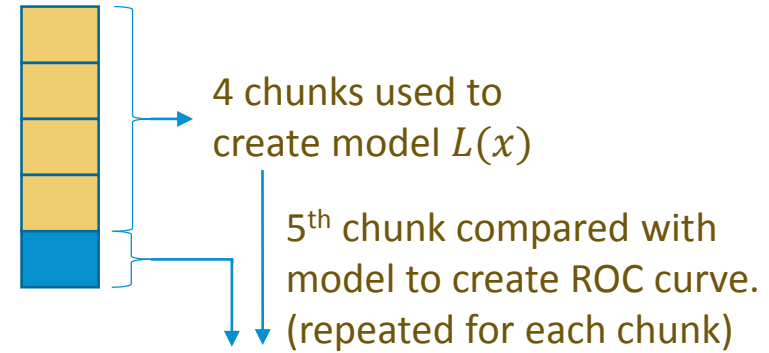 4 chunks used to
create model L(x)
5th chunk compared with
model to create ROC curve.
(repeated for each chunk)